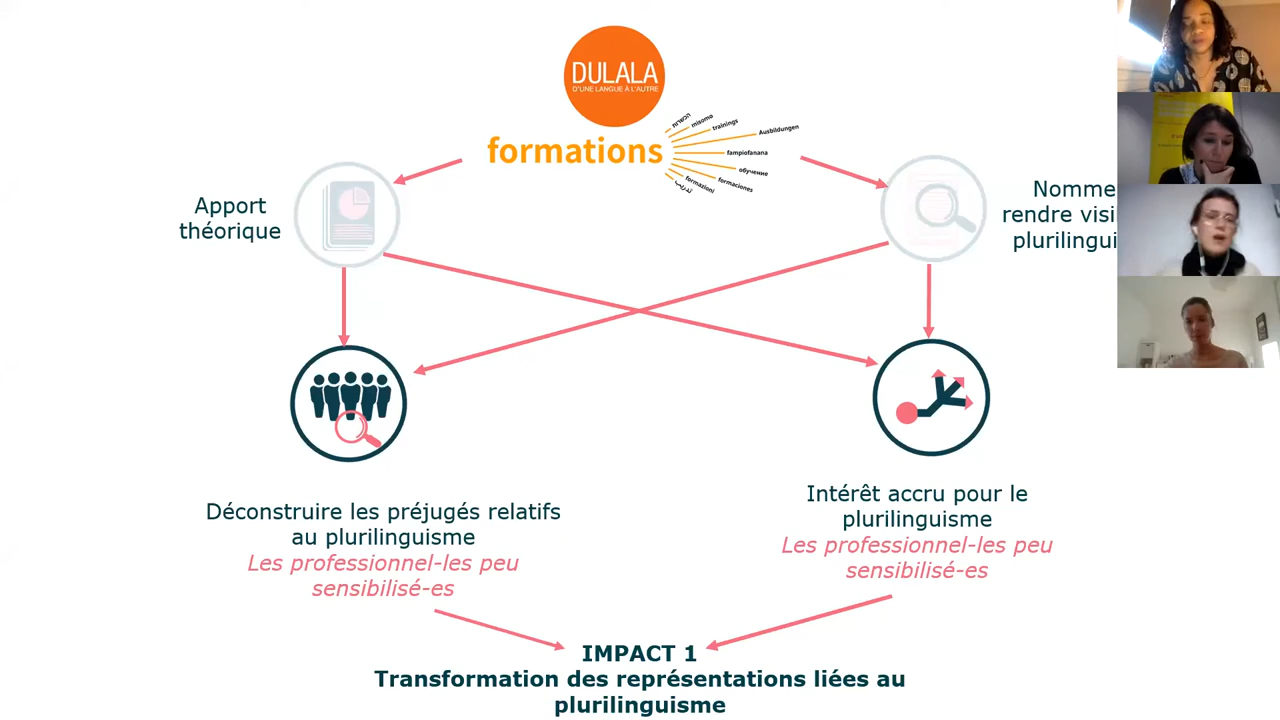 DULALA
D'UNE LANGUE À L'AUTRE
formations
misomo
trainings
Ausbildungen
fampiofanana
обучение
formaciones
formazioni
تدريب
Apport
théorique
Nomme
rendre visi
plurilingui
Déconstruire les préjugés relatifs
au plurilinguisme
Les professionnel-les peu
sensibilisé-es
Intérêt accru pour le
plurilinguisme
Les professionnel-les peu
sensibilisé-es
IMPACT 1
Transformation des représentations liées au
plurilinguisme